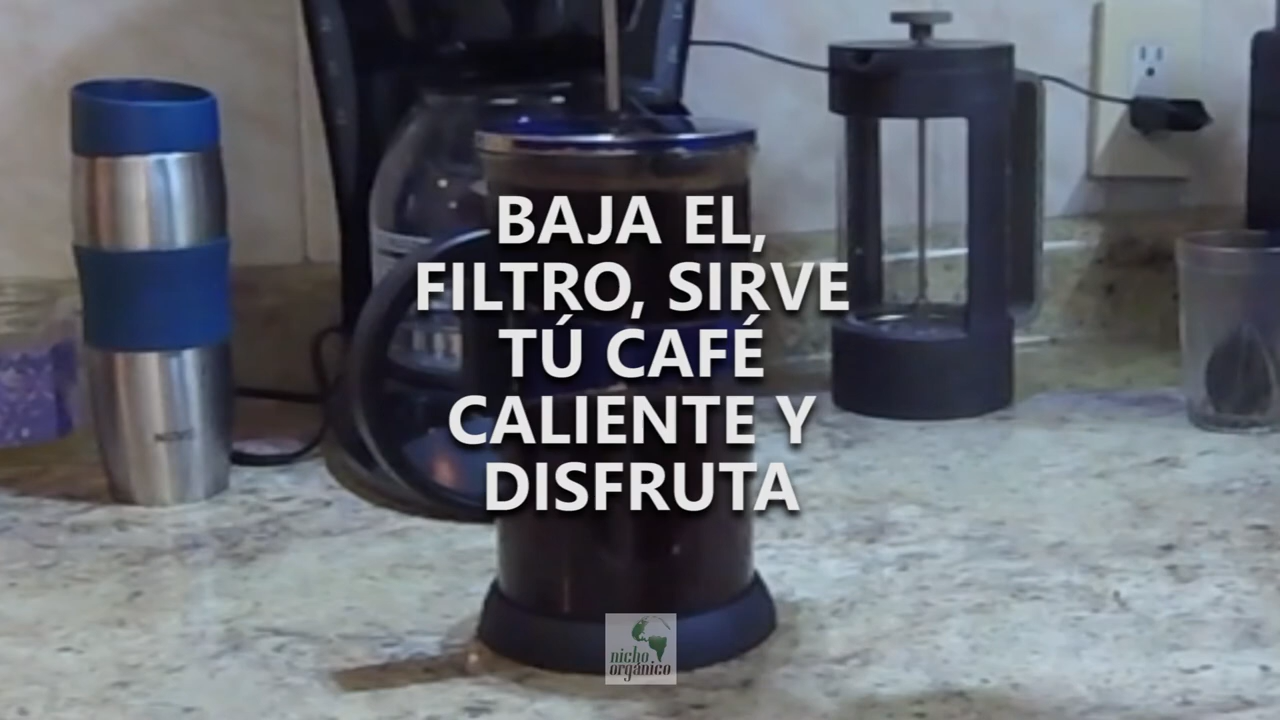 BAJA EL,
FILTRO, SIRVE
TÚ CAFÉ
CALIENTE Y
DISFRUTA
nicho
orgánico